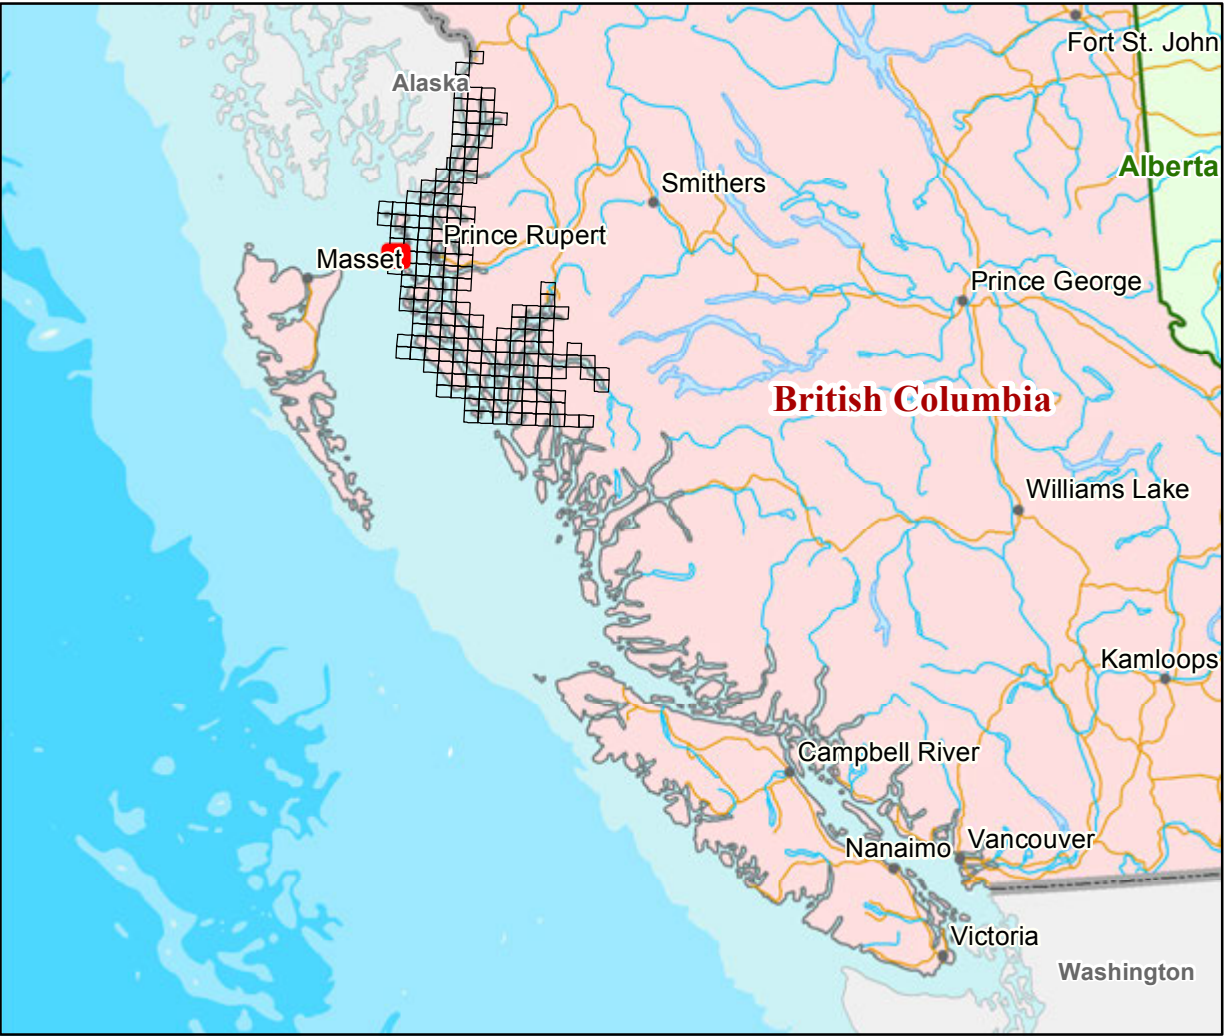 Fort St. John
Alaska
Alberta
Smithers
Prince Rupert
Masset
Prince George
British Columbia
Williams Lake
Kamloops
Campbell River
Vancouver
Nanaimo
Victoria
Washington